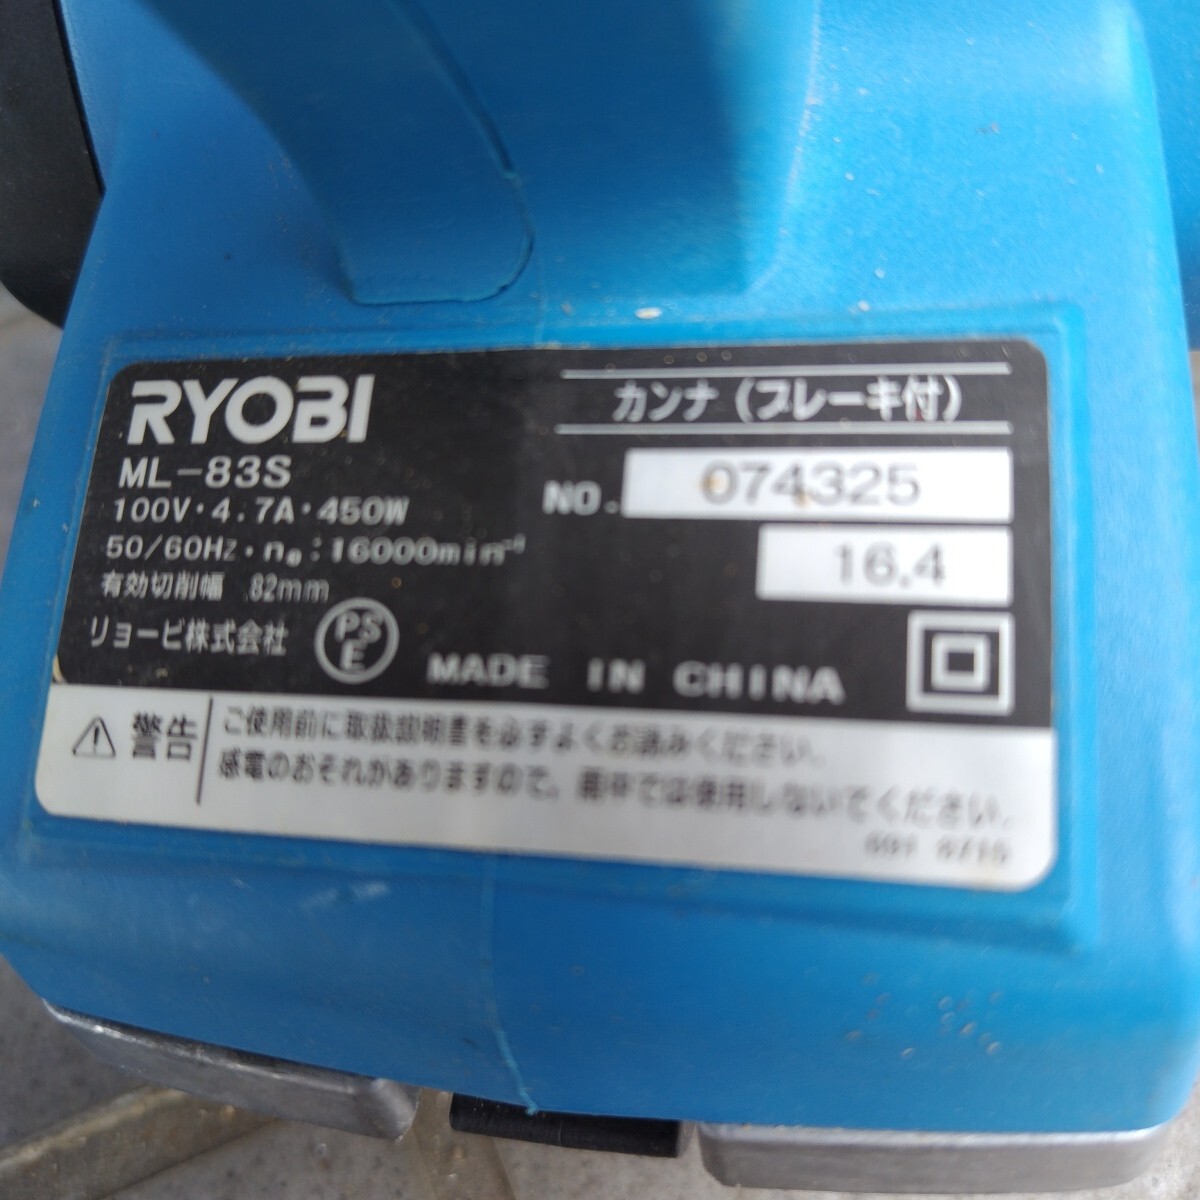 RYOBI
カンナ（ブレーキ付）
ML-83S
NO. 074325
100V・4.7A・450W
16.4
50/60Hz・n₀：16000min⁻¹
有効切削幅 82mm
リョービ株式会社
PSE
MADE IN CHINA
警告
ご使用前に取扱説明書を必ずよくお読みください.
感電のおそれがありますので、雨中では使用しないでください.